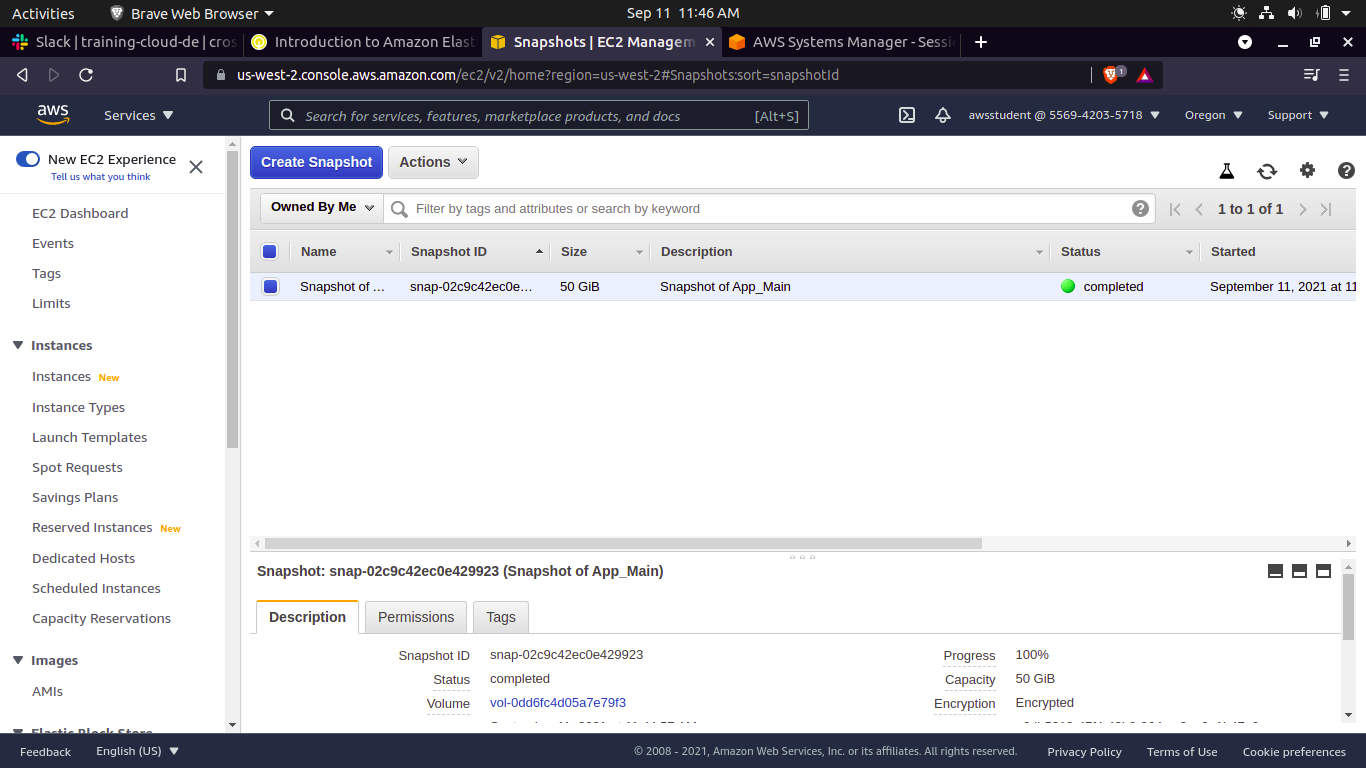 Activities Brave Web Browser Sep 11 11:46 AM
Slack | training-cloud-de | cros Introduction to Amazon Elast Snapshots | EC2 Managem AWS Systems Manager - Sessi
us-west-2.console.aws.amazon.com/ec2/v2/home?region=us-west-2#Snapshots:sort=snapshotId 1
aws Services Search for services, features, marketplace products, and docs [Alt+S] awsstudent @ 5569-4203-5718 Oregon Support
New EC2 Experience
Tell us what you think
EC2 Dashboard
Events
Tags
Limits
Instances
Instances New
Instance Types
Launch Templates
Spot Requests
Savings Plans
Reserved Instances New
Dedicated Hosts
Scheduled Instances
Capacity Reservations
Images
AMIs
Elastic Block Store
Create Snapshot Actions
Owned By Me Filter by tags and attributes or search by keyword 1 to 1 of 1
Name Snapshot ID Size Description Status Started
Snapshot of ... snap-02c9c42ec0e... 50 GiB Snapshot of App_Main completed September 11, 2021 at 11
Snapshot: snap-02c9c42ec0e429923 (Snapshot of App_Main)
Description Permissions Tags
Snapshot ID snap-02c9c42ec0e429923 Progress 100%
Status completed Capacity 50 GiB
Volume vol-0dd6fc4d05a7e79f3 Encryption Encrypted
Feedback English (US) © 2008 - 2021, Amazon Web Services, Inc. or its affiliates. All rights reserved. Privacy Policy Terms of Use Cookie preferences